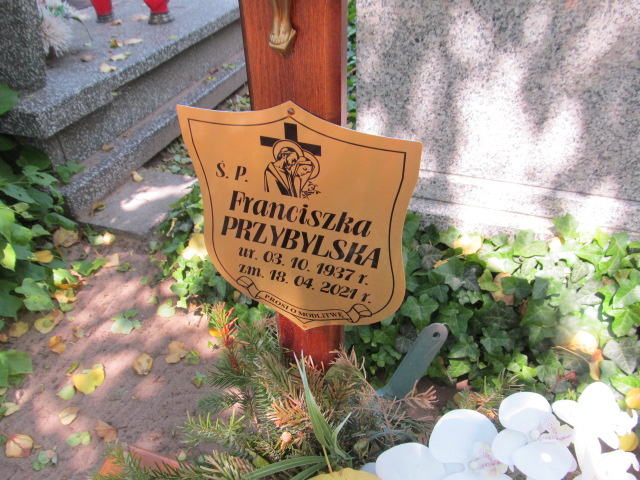 Ś. P.
Franciszka
PRZYBYLSKA
ur. 03. 10. 1937 r.
zm. 18. 04. 2021 r.
PROSI O MODLITWĘ